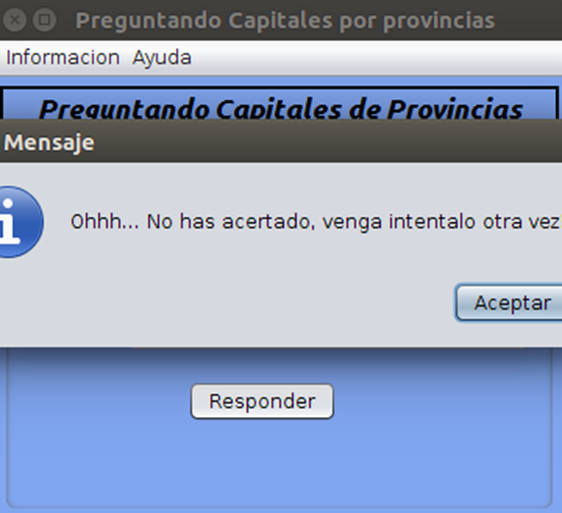 Preguntando Capitales por provincias
Informacion Ayuda
Preguntando Capitales de Provincias
Mensaje
Ohhh... No has acertado, venga intentalo otra vez
Aceptar
Responder